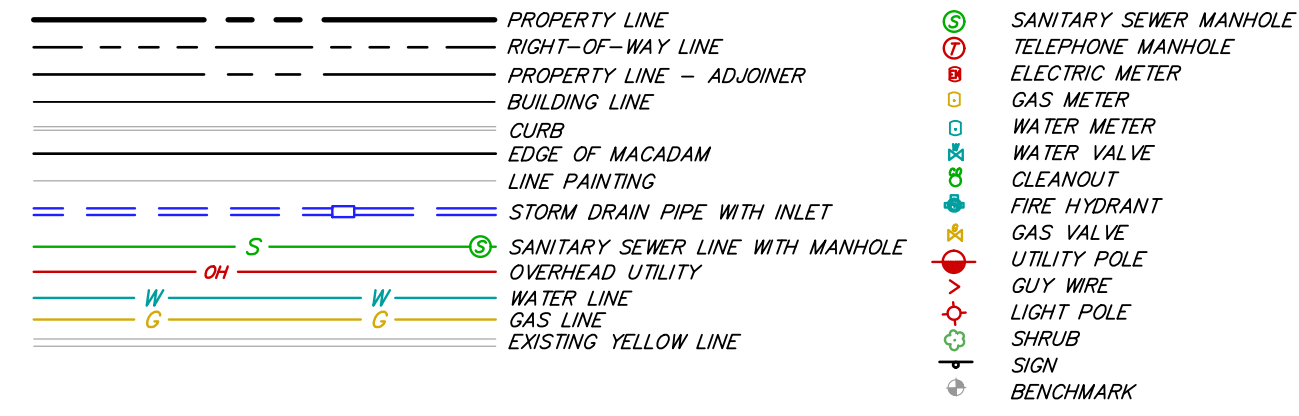 PROPERTY LINE
RIGHT-OF-WAY LINE
PROPERTY LINE - ADJOINER
BUILDING LINE
CURB
EDGE OF MACADAM
LINE PAINTING
STORM DRAIN PIPE WITH INLET
S S SANITARY SEWER LINE WITH MANHOLE
OH OVERHEAD UTILITY
W W WATER LINE
G G GAS LINE
EXISTING YELLOW LINE
S SANITARY SEWER MANHOLE
T TELEPHONE MANHOLE
ELECTRIC METER
GAS METER
WATER METER
W WATER VALVE
CLEANOUT
FIRE HYDRANT
G GAS VALVE
UTILITY POLE
GUY WIRE
LIGHT POLE
SHRUB
SIGN
BENCHMARK